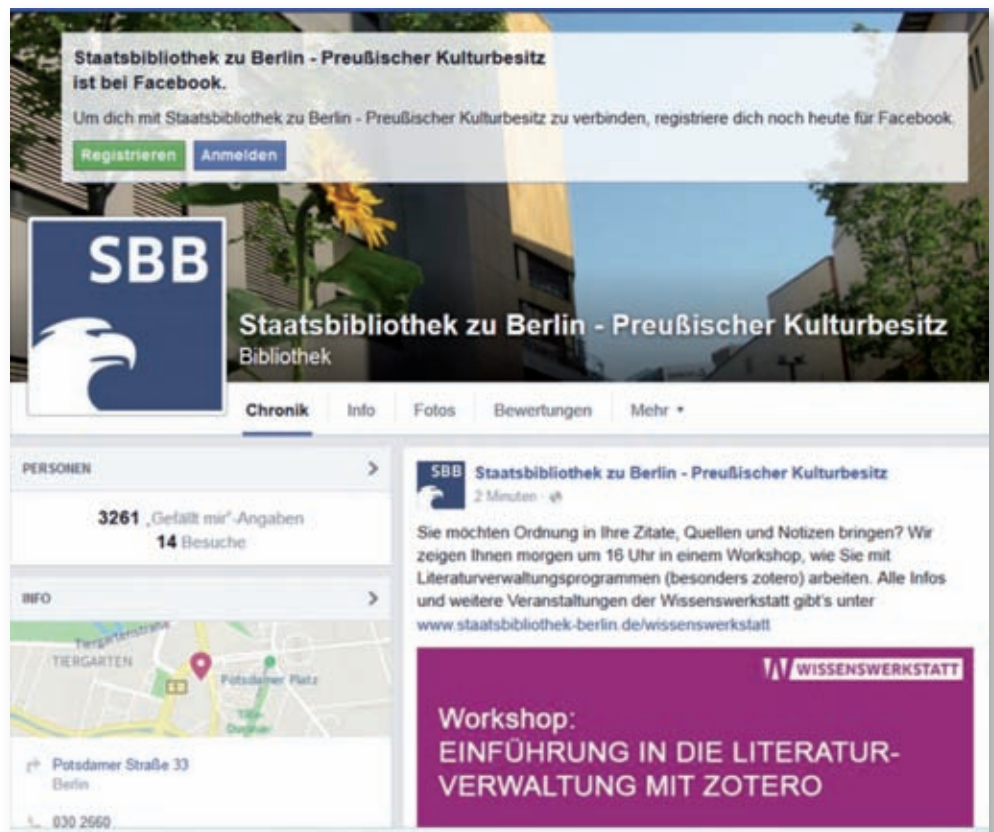 Staatsbibliothek zu Berlin - Preußischer Kulturbesitz
ist bei Facebook.
Um dich mit Staatsbibliothek zu Berlin - Preußischer Kulturbesitz zu verbinden, registriere dich noch heute für Facebook.
Registrieren Anmelden
SBB
Staatsbibliothek zu Berlin - Preußischer Kulturbesitz
Bibliothek
Chronik Info Fotos Bewertungen Mehr
PERSONEN
3261 „Gefällt mir“-Angaben
14 Besuche
INFO
Tiergartenstraße
TIERGARTEN
Potsdamer Platz
Potsdamer Straße 33
Berlin
030 2660
SBB
Staatsbibliothek zu Berlin - Preußischer Kulturbesitz
2 Minuten
Sie möchten Ordnung in Ihre Zitate, Quellen und Notizen bringen? Wir
zeigen Ihnen morgen um 16 Uhr in einem Workshop, wie Sie mit
Literaturverwaltungsprogrammen (besonders zotero) arbeiten. Alle Infos
und weitere Veranstaltungen der Wissenswerkstatt gibt's unter
www.staatsbibliothek-berlin.de/wissenswerkstatt
WISSENSWERKSTATT
Workshop:
EINFÜHRUNG IN DIE LITERATUR-
VERWALTUNG MIT ZOTERO